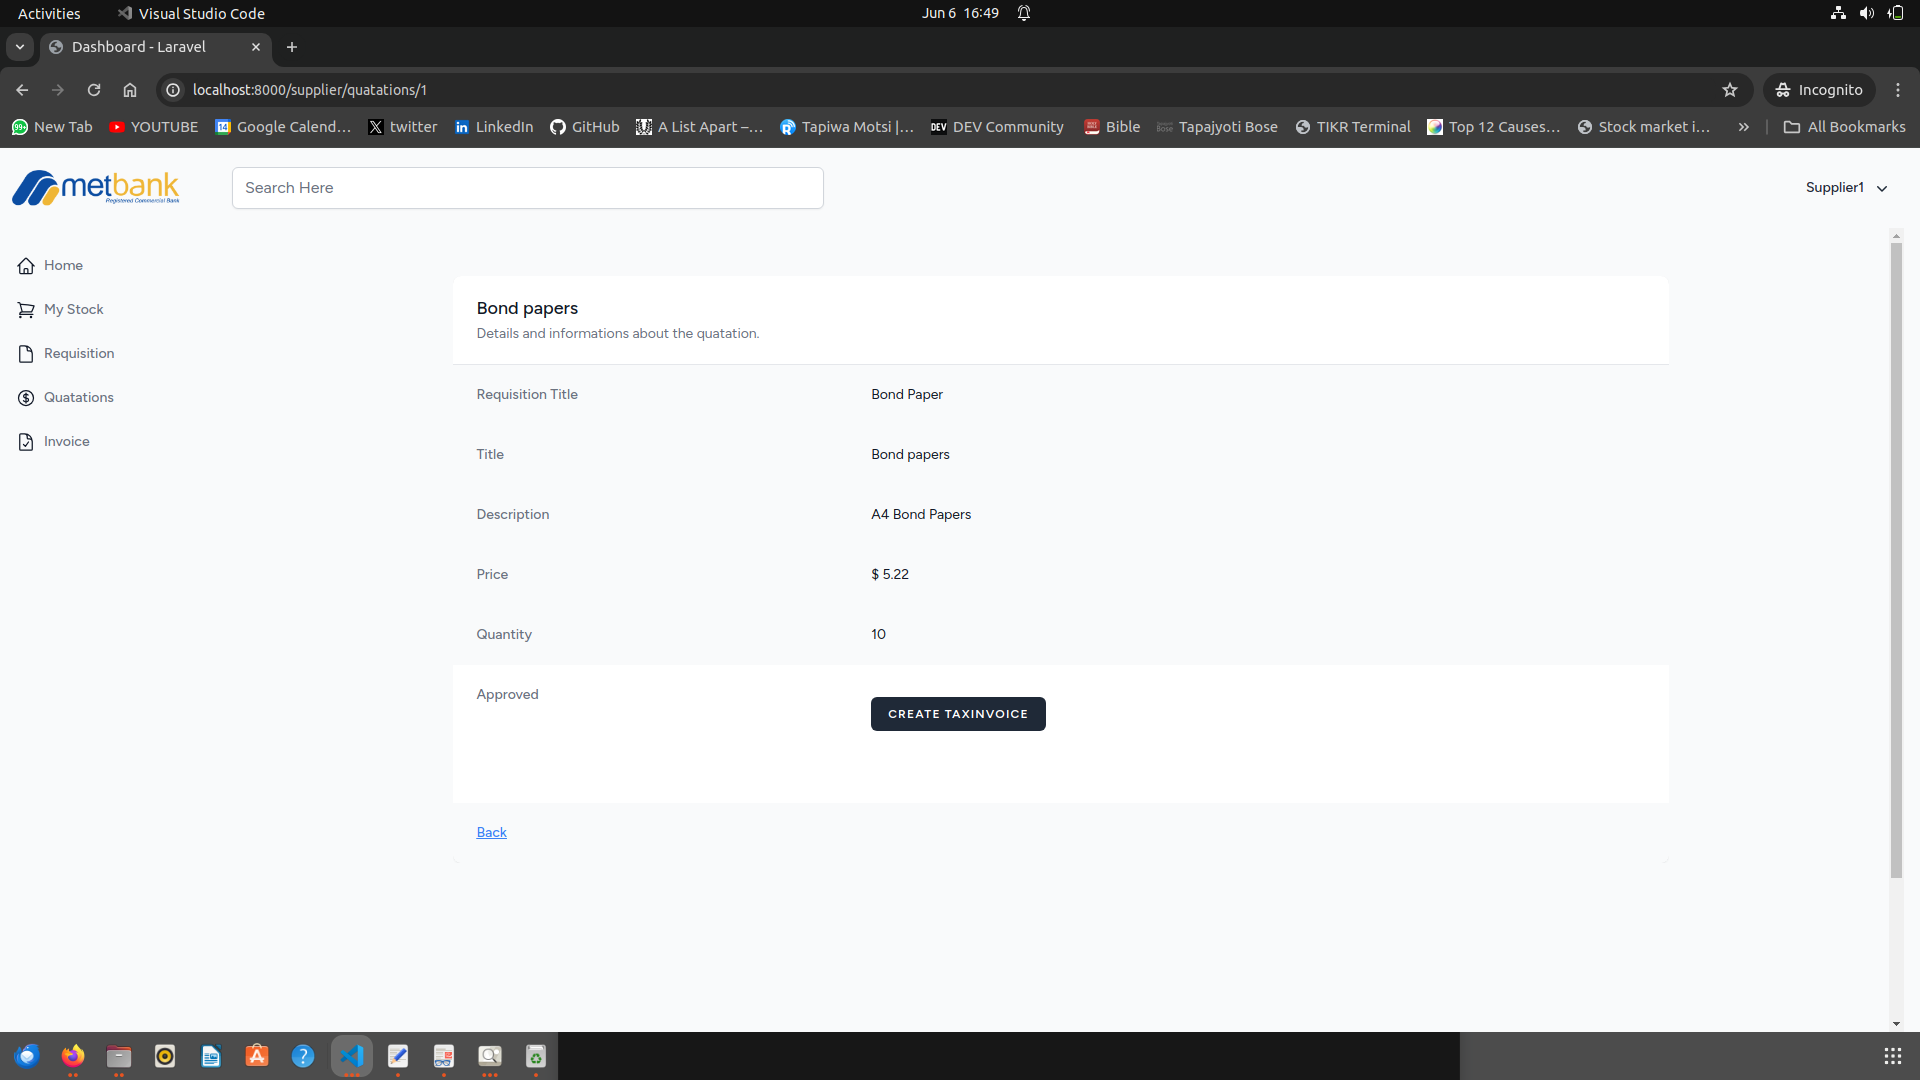 Activities Visual Studio Code Jun 6 16:49
Dashboard - Laravel
localhost:8000/supplier/quatations/1 Incognito
99+ New Tab YOUTUBE 14 Google Calend… twitter LinkedIn GitHub A List Apart –… Tapiwa Motsi |… DEV DEV Community Bible Bose Tapajyoti Bose TIKR Terminal Top 12 Causes… Stock market i… » All Bookmarks
metbank
Registered Commercial Bank
Search Here
Supplier1
Home
My Stock
Requisition
Quatations
Invoice
Bond papers
Details and informations about the quatation.
Requisition Title Bond Paper
Title Bond papers
Description A4 Bond Papers
Price $ 5.22
Quantity 10
Approved CREATE TAXINVOICE
Back